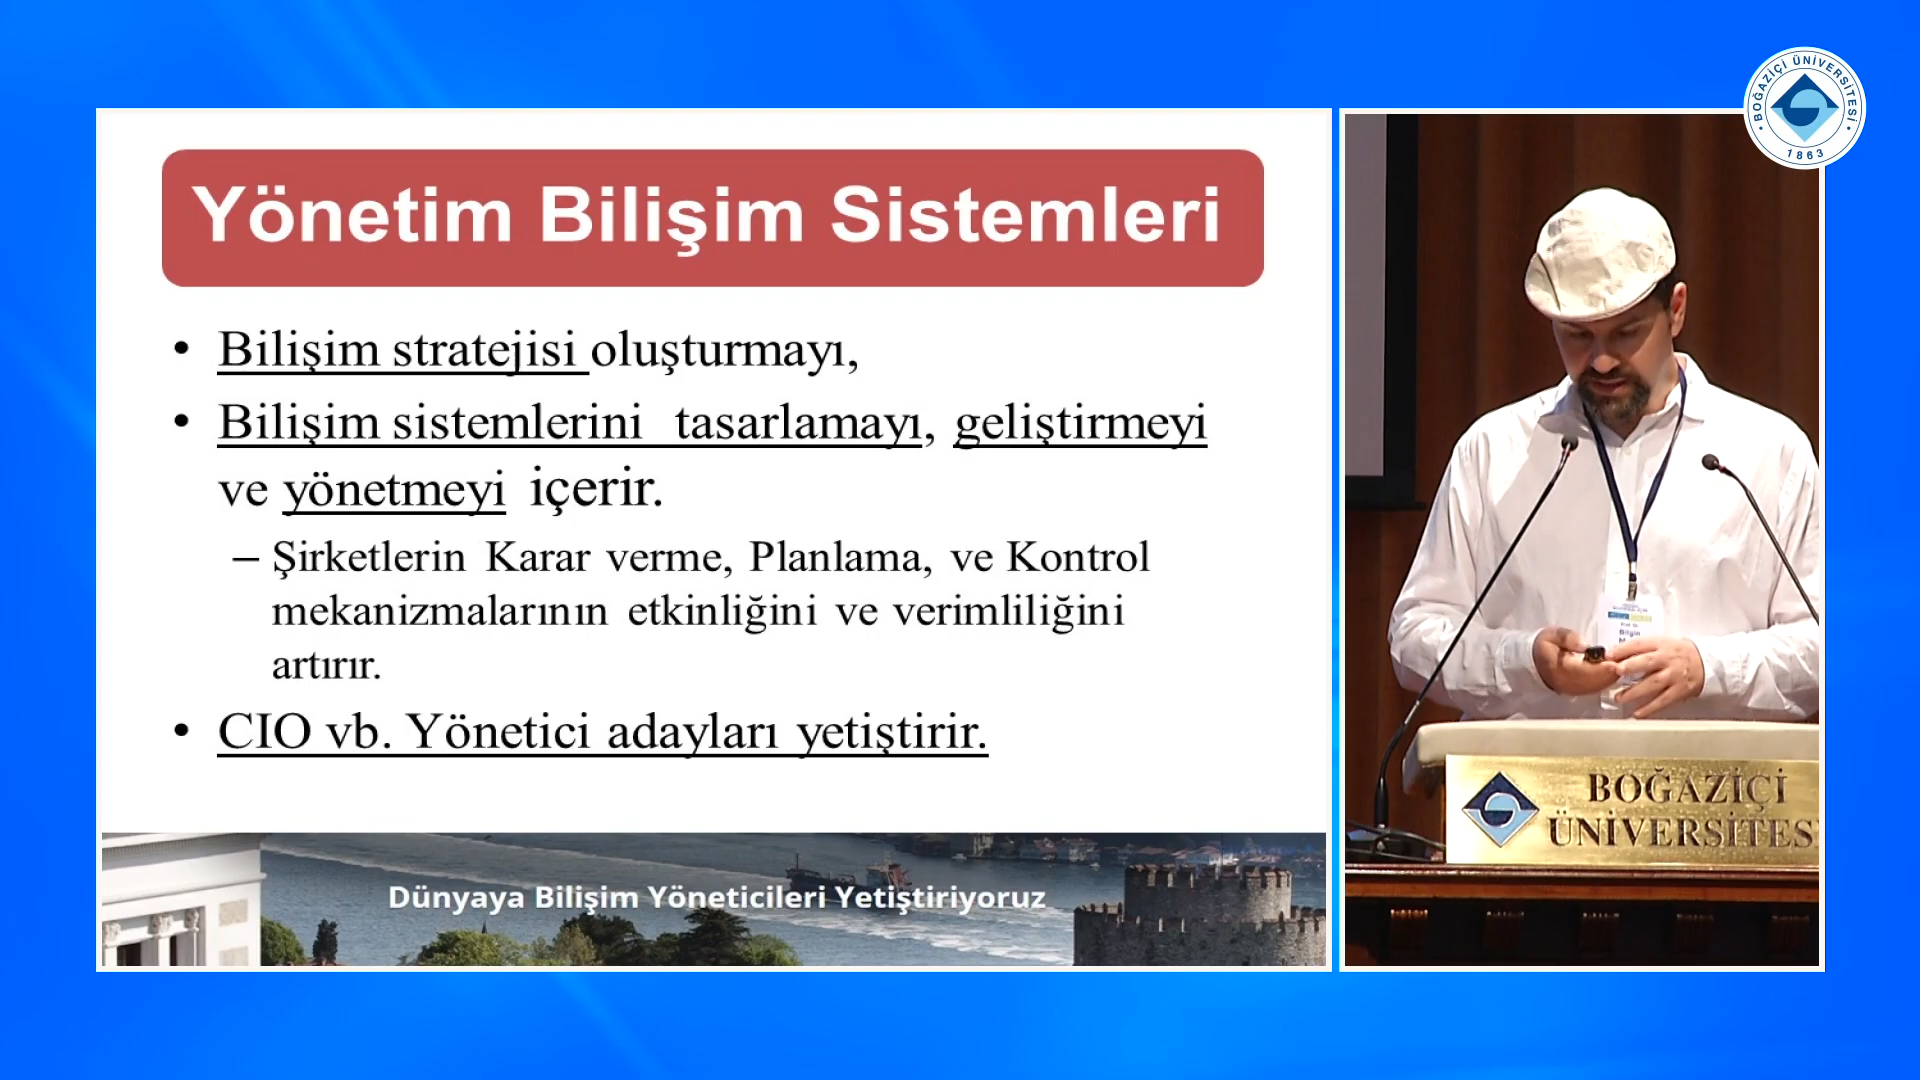 Yönetim Bilişim Sistemleri
• Bilişim stratejisi oluşturmayı,
• Bilişim sistemlerini tasarlamayı, geliştirmeyi
ve yönetmeyi içerir.
– Şirketlerin Karar verme, Planlama, ve Kontrol
mekanizmalarının etkinliğini ve verimliliğini
artırır.
• CIO vb. Yönetici adayları yetiştirir.
Dünyaya Bilişim Yöneticileri Yetiştiriyoruz
BOĞAZİÇİ ÜNİVERSİTESİ
1863
Bilgin
BOĞAZİÇİ
ÜNİVERSİTES